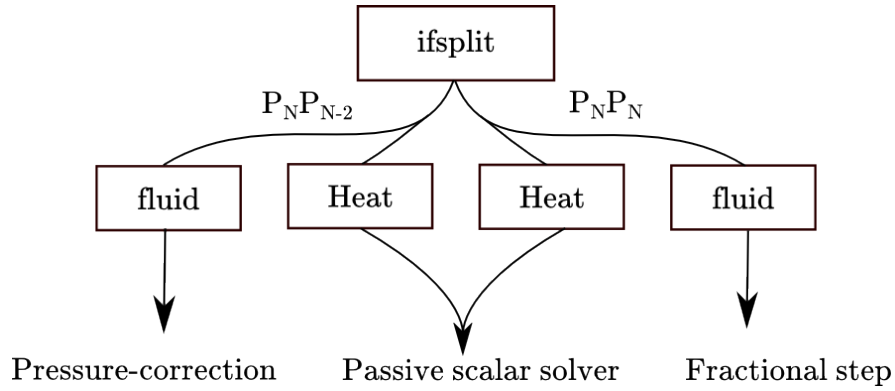 ifsplit
PₙPₙ₋₂
PₙPₙ
fluid
Heat
Heat
fluid
Pressure-correction
Passive scalar solver
Fractional step